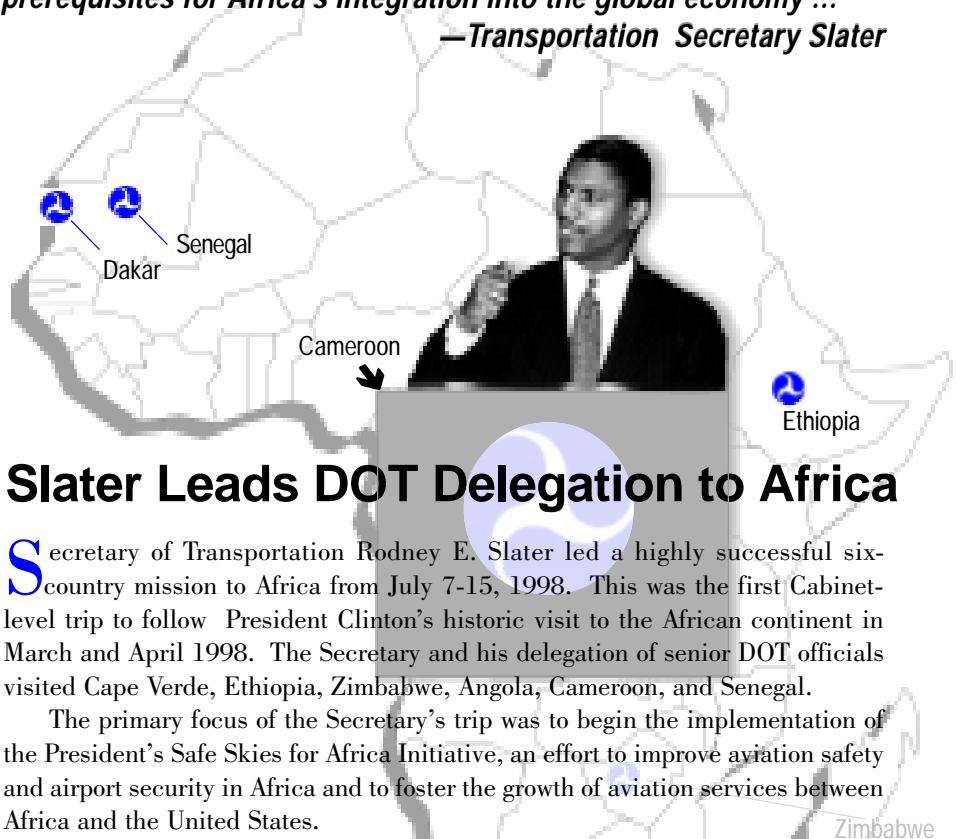 prerequisites for Africa's integration into the global economy ...
—Transportation Secretary Slater
Senegal
Dakar
Cameroon
Ethiopia
Slater Leads DOT Delegation to Africa
Secretary of Transportation Rodney E. Slater led a highly successful six-
country mission to Africa from July 7-15, 1998. This was the first Cabinet-
level trip to follow President Clinton's historic visit to the African continent in
March and April 1998. The Secretary and his delegation of senior DOT officials
visited Cape Verde, Ethiopia, Zimbabwe, Angola, Cameroon, and Senegal.
The primary focus of the Secretary's trip was to begin the implementation of
the President's Safe Skies for Africa Initiative, an effort to improve aviation safety
and airport security in Africa and to foster the growth of aviation services between
Africa and the United States.
Zimbabwe